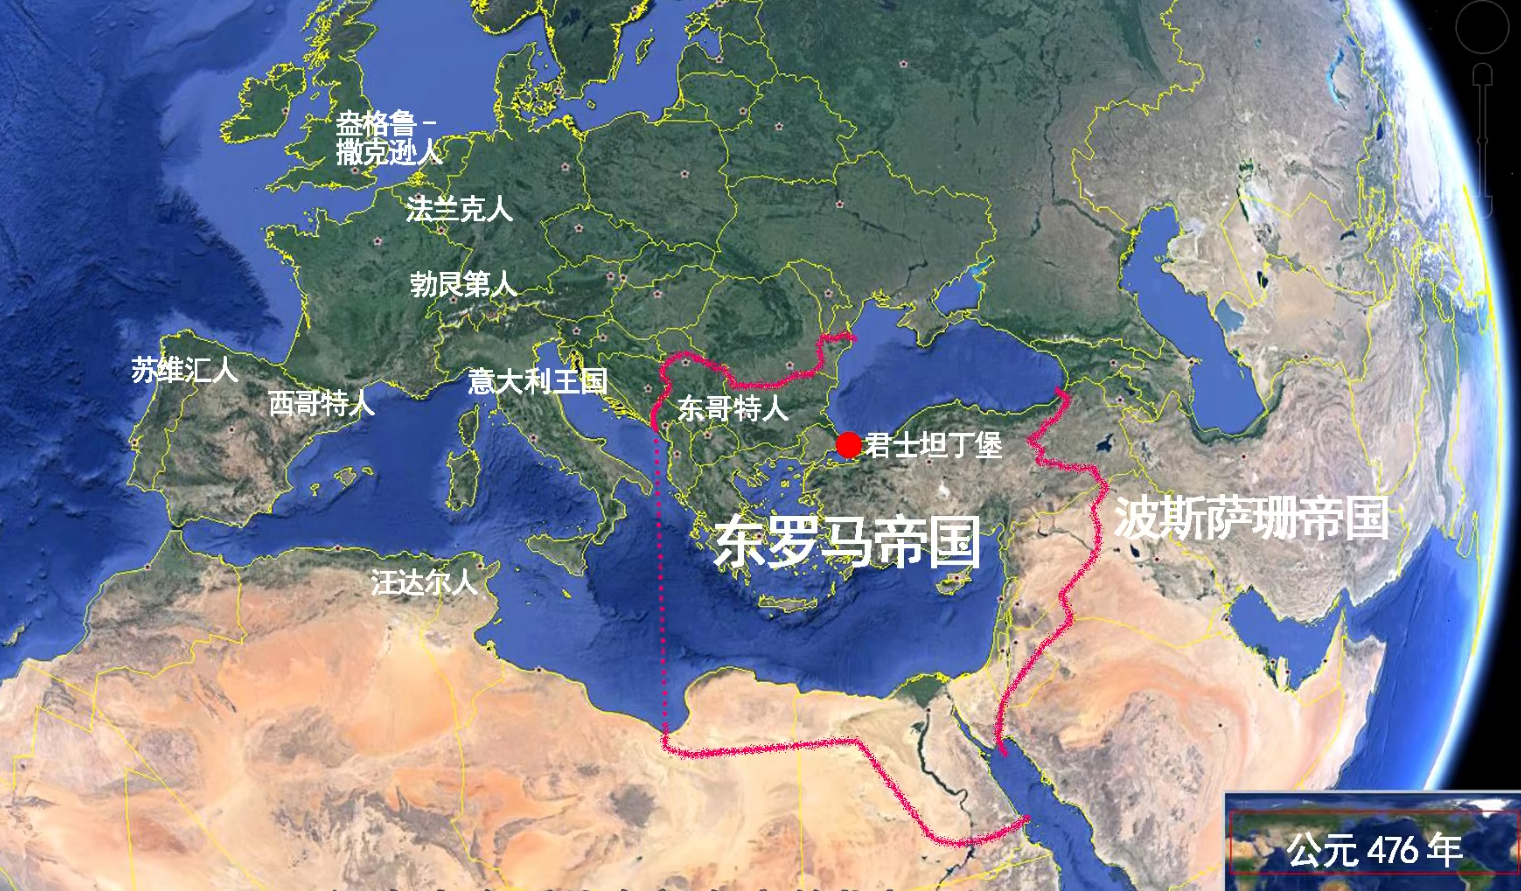 盎格鲁-
撒克逊人
法兰克人
勃艮第人
苏维汇人
西哥特人
意大利王国
东哥特人
君士坦丁堡
东罗马帝国
波斯萨珊帝国
汪达尔人
公元 476 年